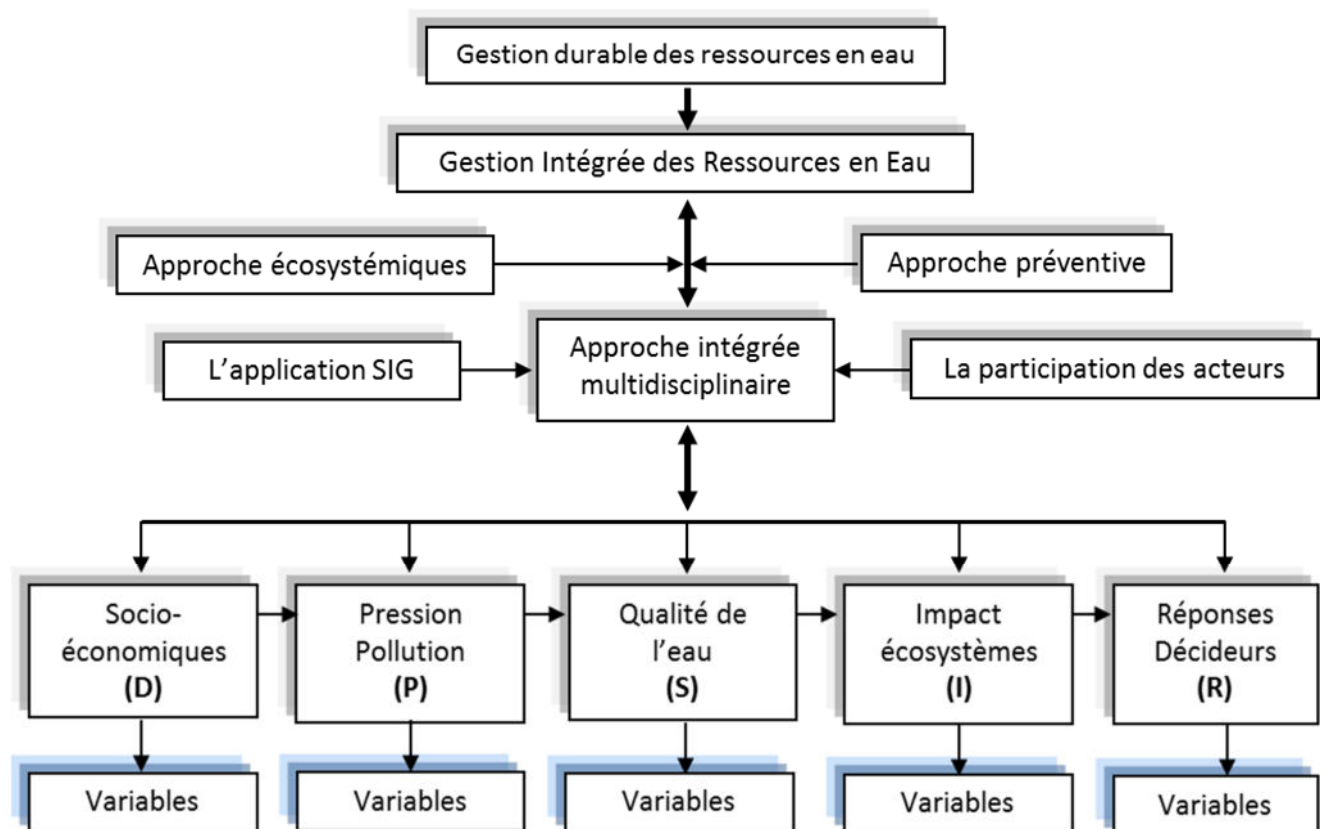 Gestion durable des ressources en eau
Gestion Intégrée des Ressources en Eau
Approche écosystémiques
Approche préventive
L'application SIG
Approche intégrée
multidisciplinaire
La participation des acteurs
Socio-
économiques
(D)
Pression
Pollution
(P)
Qualité de
l'eau
(S)
Impact
écosystèmes
(I)
Réponses
Décideurs
(R)
Variables
Variables
Variables
Variables
Variables